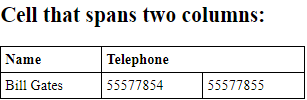 Cell that spans two columns:
Name Telephone
Bill Gates 55577854 55577855